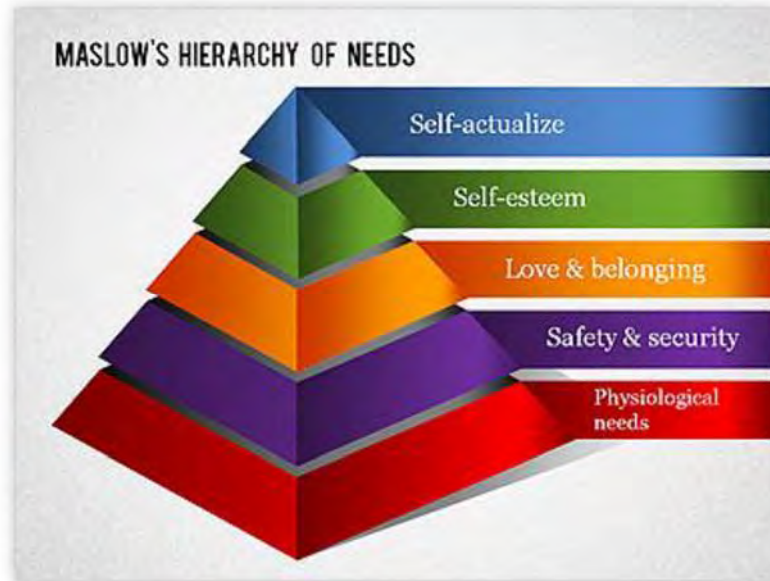 MASLOW'S HIERARCHY OF NEEDS
Self-actualize
Self-esteem
Love & belonging
Safety & security
Physiological
needs